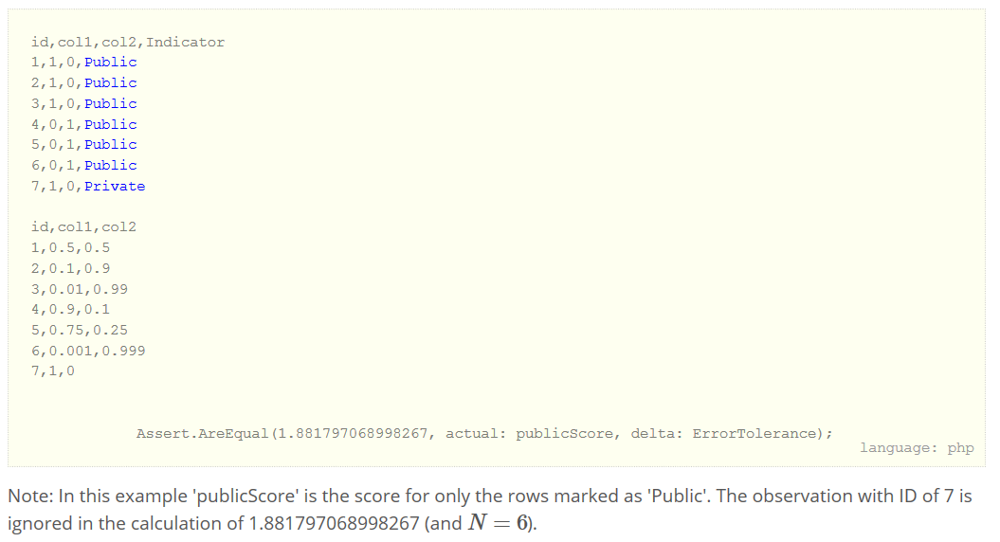 id,col1,col2,Indicator
1,1,0,Public
2,1,0,Public
3,1,0,Public
4,0,1,Public
5,0,1,Public
6,0,1,Public
7,1,0,Private
id,col1,col2
1,0.5,0.5
2,0.1,0.9
3,0.01,0.99
4,0.9,0.1
5,0.75,0.25
6,0.001,0.999
7,1,0
Assert.AreEqual(1.881797068998267, actual: publicScore, delta: ErrorTolerance);
language: php
Note: In this example 'publicScore' is the score for only the rows marked as 'Public'. The observation with ID of 7 is
ignored in the calculation of 1.881797068998267 (and N = 6).